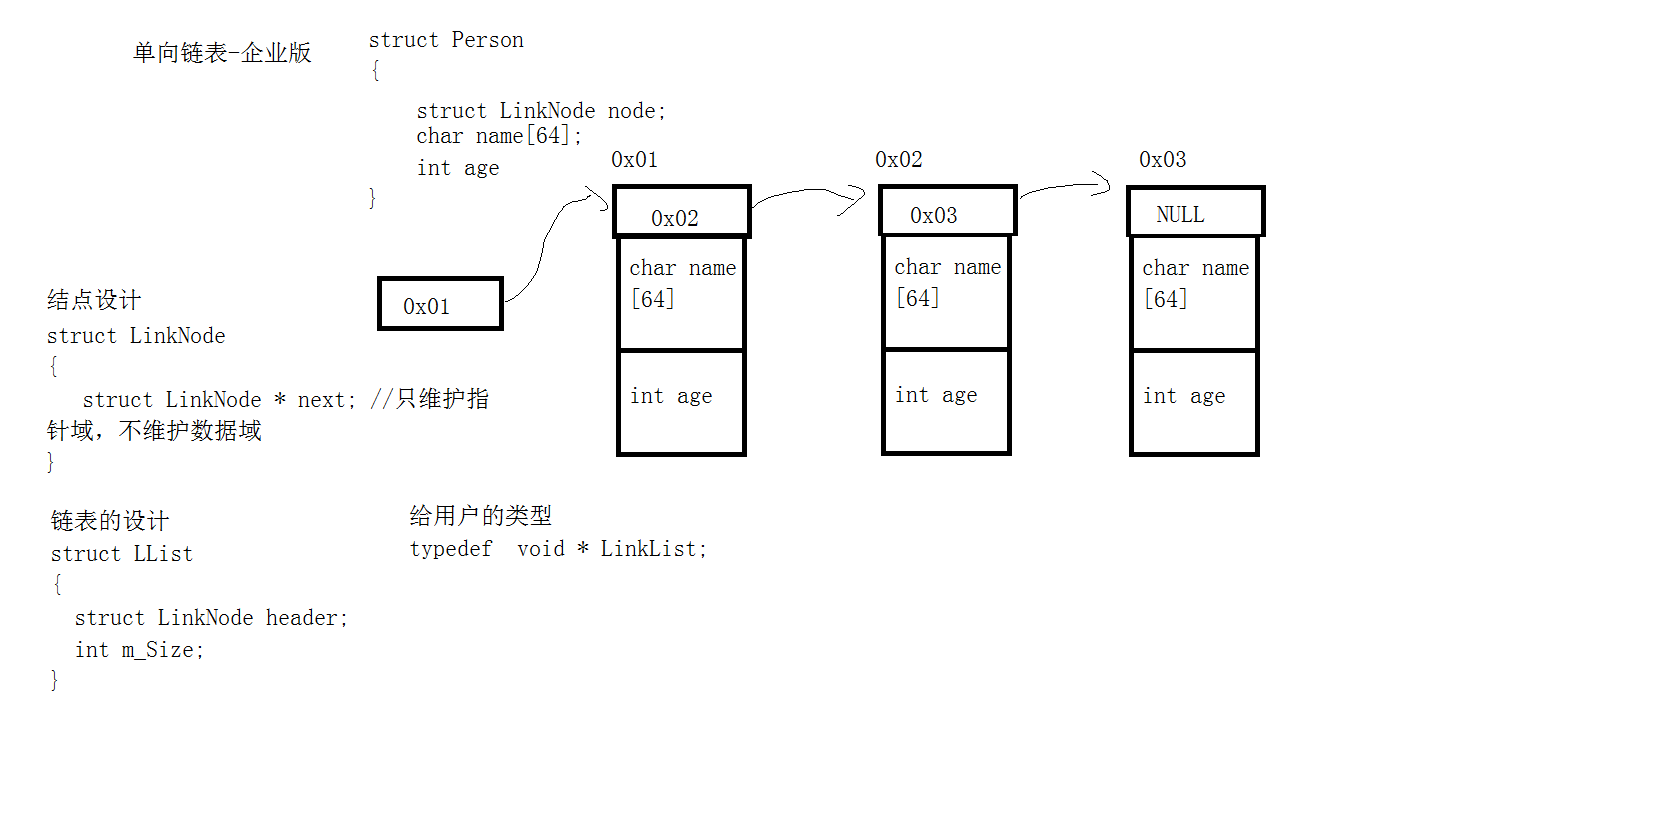 单向链表-企业版
struct Person
{
struct LinkNode node;
char name[64];
int age
}
0x01
0x02
0x03
0x02
0x03
NULL
char name
[64]
char name
[64]
char name
[64]
int age
int age
int age
0x01
结点设计
struct LinkNode
{
struct LinkNode * next; //只维护指
针域，不维护数据域
}
链表的设计
struct LList
{
struct LinkNode header;
int m_Size;
}
给用户的类型
typedef  void * LinkList;